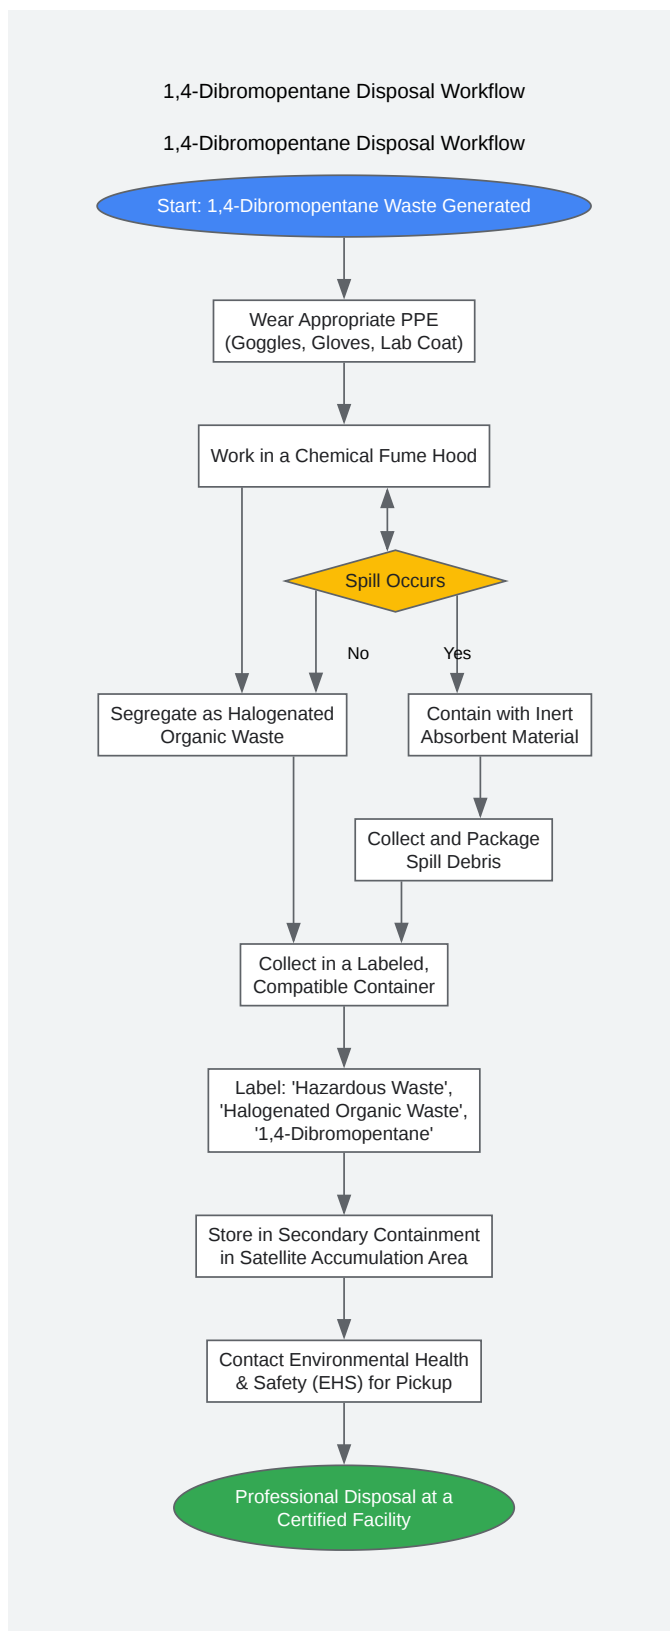 1,4-Dibromopentane Disposal Workflow
1,4-Dibromopentane Disposal Workflow
Start: 1,4-Dibromopentane Waste Generated
Wear Appropriate PPE
(Goggles, Gloves, Lab Coat)
Work in a Chemical Fume Hood
Spill Occurs
No
Yes
Segregate as Halogenated
Organic Waste
Contain with Inert
Absorbent Material
Collect and Package
Spill Debris
Collect in a Labeled,
Compatible Container
Label: 'Hazardous Waste',
'Halogenated Organic Waste',
'1,4-Dibromopentane'
Store in Secondary Containment
in Satellite Accumulation Area
Contact Environmental Health
& Safety (EHS) for Pickup
Professional Disposal at a
Certified Facility